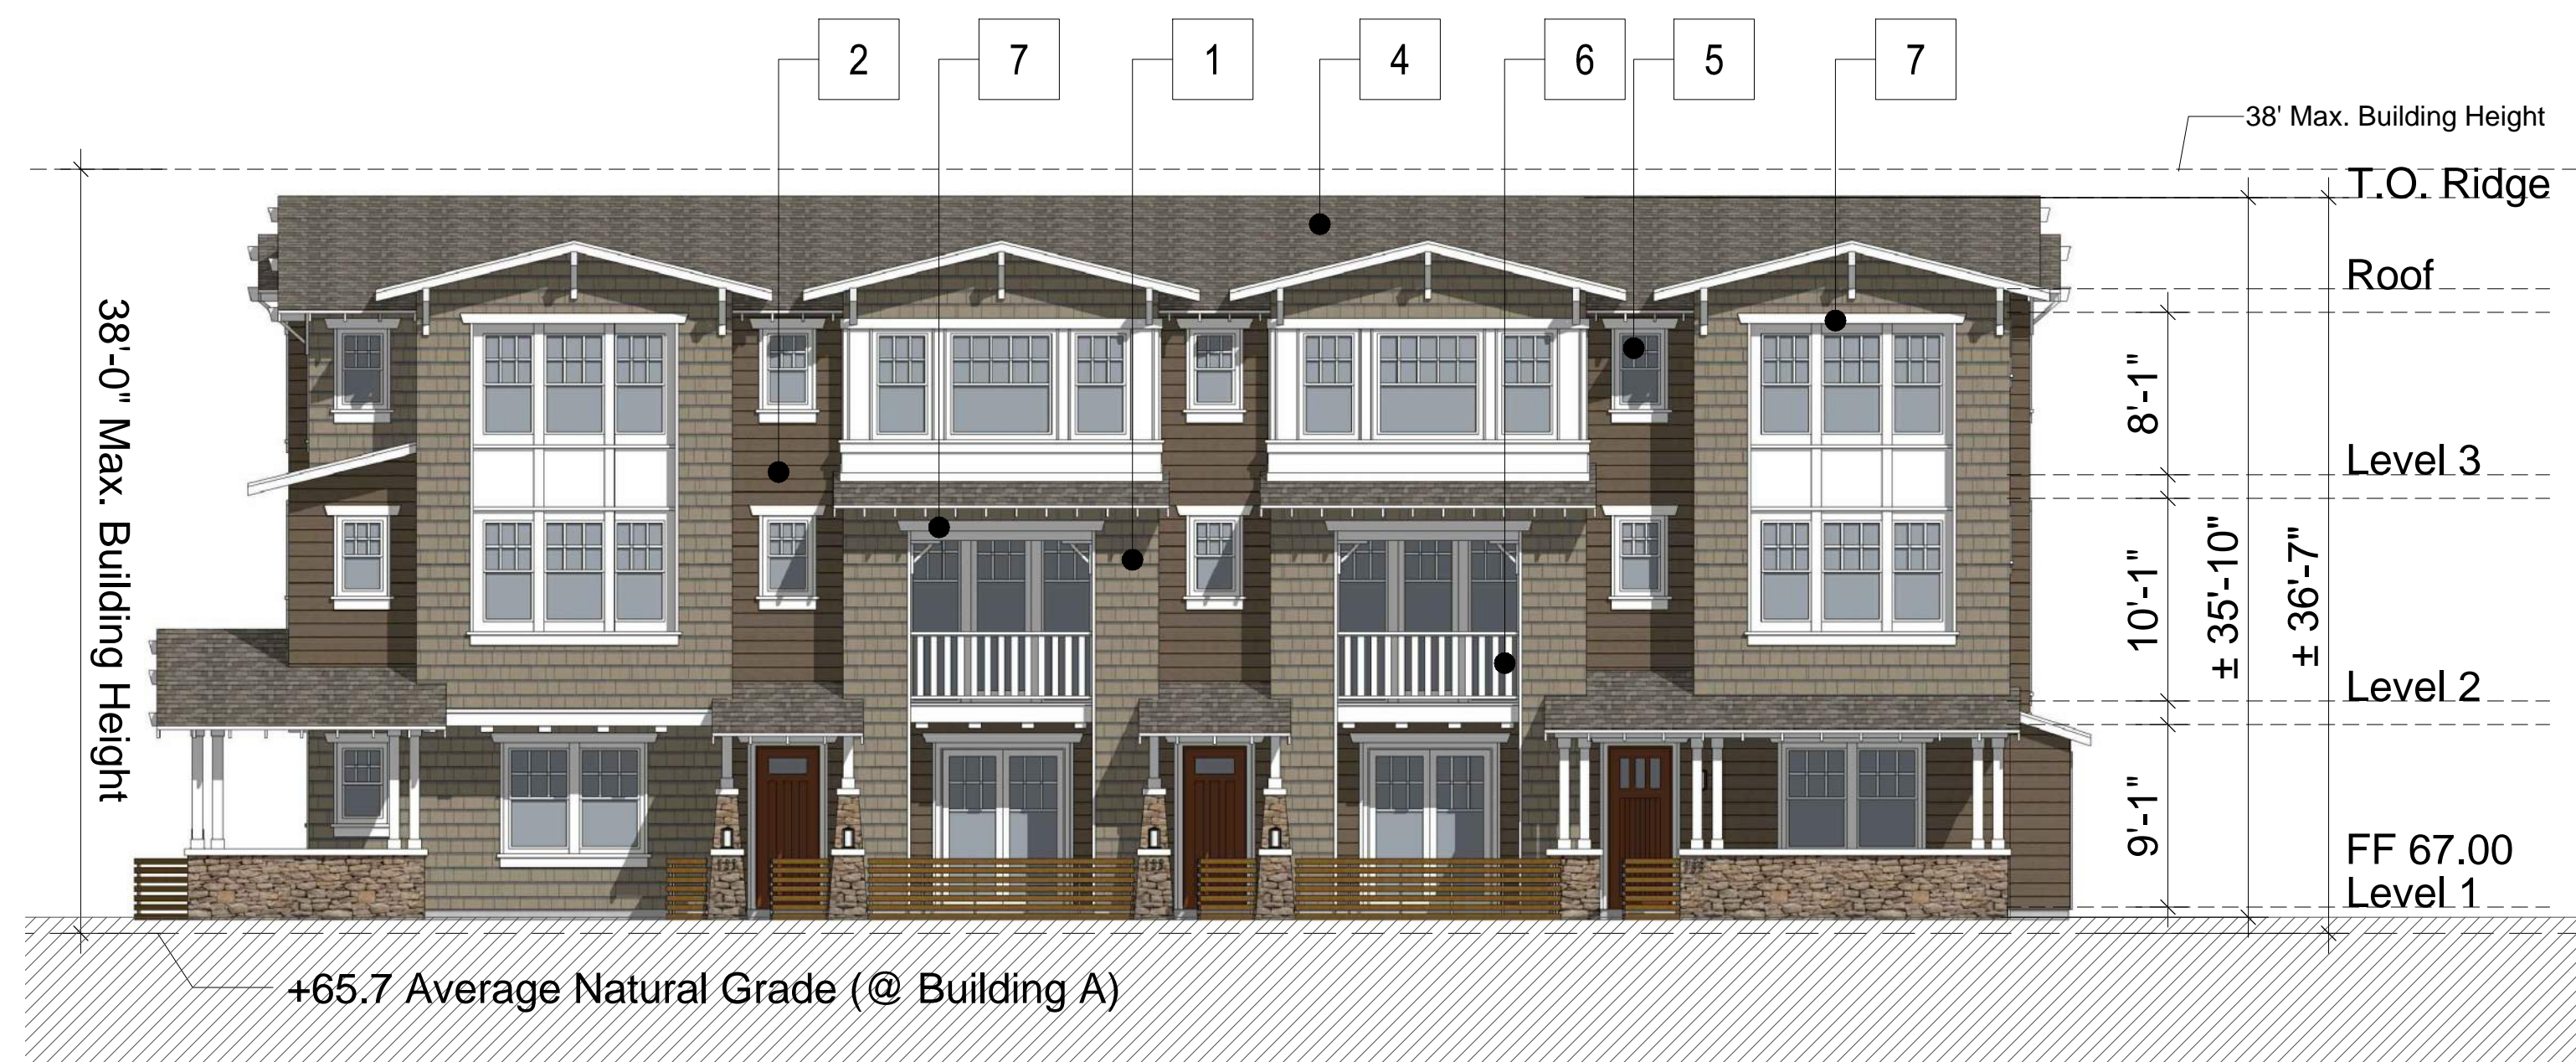 2
7
1
4
6
5
7
38' Max. Building Height
T.O. Ridge
Roof
38'-0" Max. Building Height
8'-1"
Level 3
10'-1"
± 35'-10"
± 36'-7"
Level 2
9'-1"
FF 67.00
Level 1
+65.7 Average Natural Grade (@ Building A)